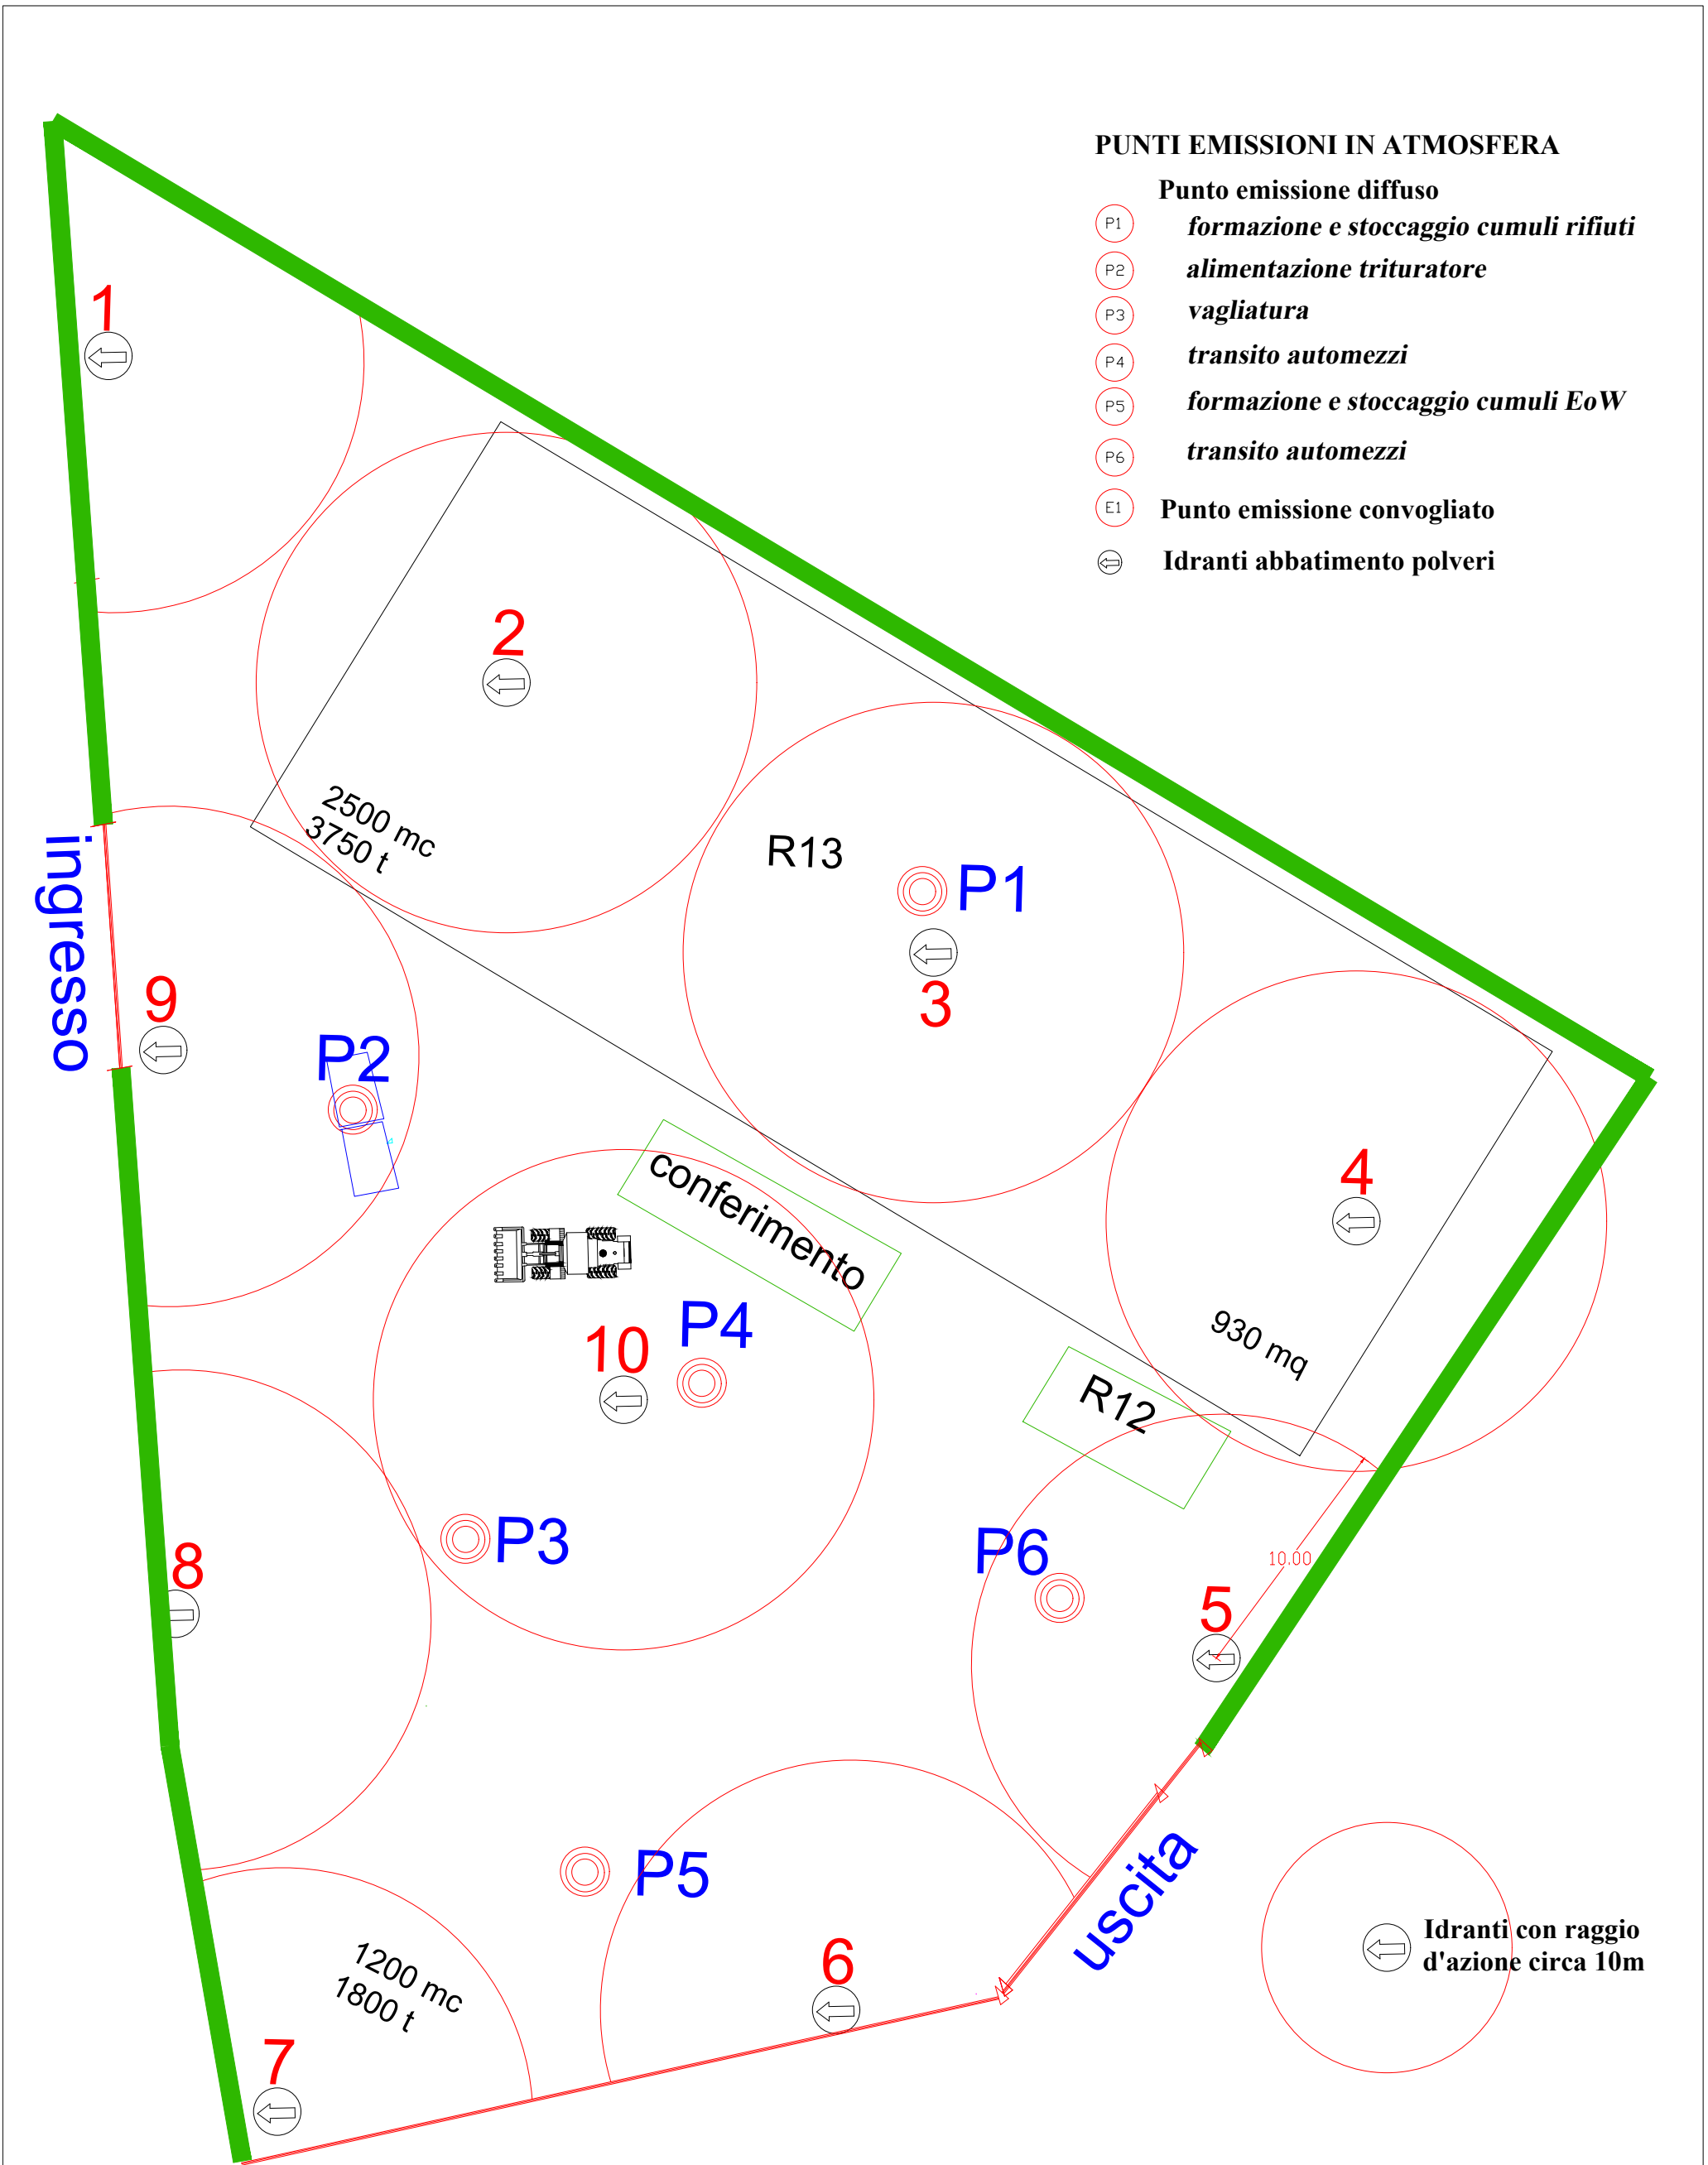 PUNTI EMISSIONI IN ATMOSFERA
Punto emissione diffuso
P1 formazione e stoccaggio cumuli rifiuti
P2 alimentazione trituratore
P3 vagliatura
P4 transito automezzi
P5 formazione e stoccaggio cumuli EoW
P6 transito automezzi
E1 Punto emissione convogliato
Idranti abbatimento polveri
1
2
2500 mc
3750 t
R13
P1
3
ingresso
9
P2
conferimento
4
930 mq
P4
10
R12
P3
P6
10.00
8
5
P5
uscita
6
1200 mc
1800 t
7
Idranti con raggio
d'azione circa 10m